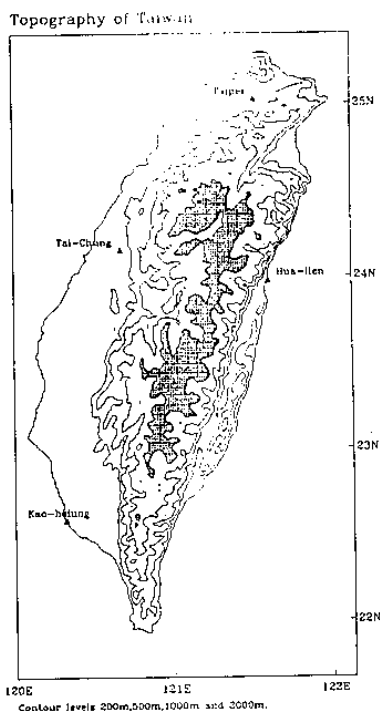 Topography of Taiwan
Taipei
25N
Tai-Chung
Hua-lien
24N
23N
Kao-hsiung
22N
120E
121E
122E
Contour levels 200m,500m,1000m and 2000m.